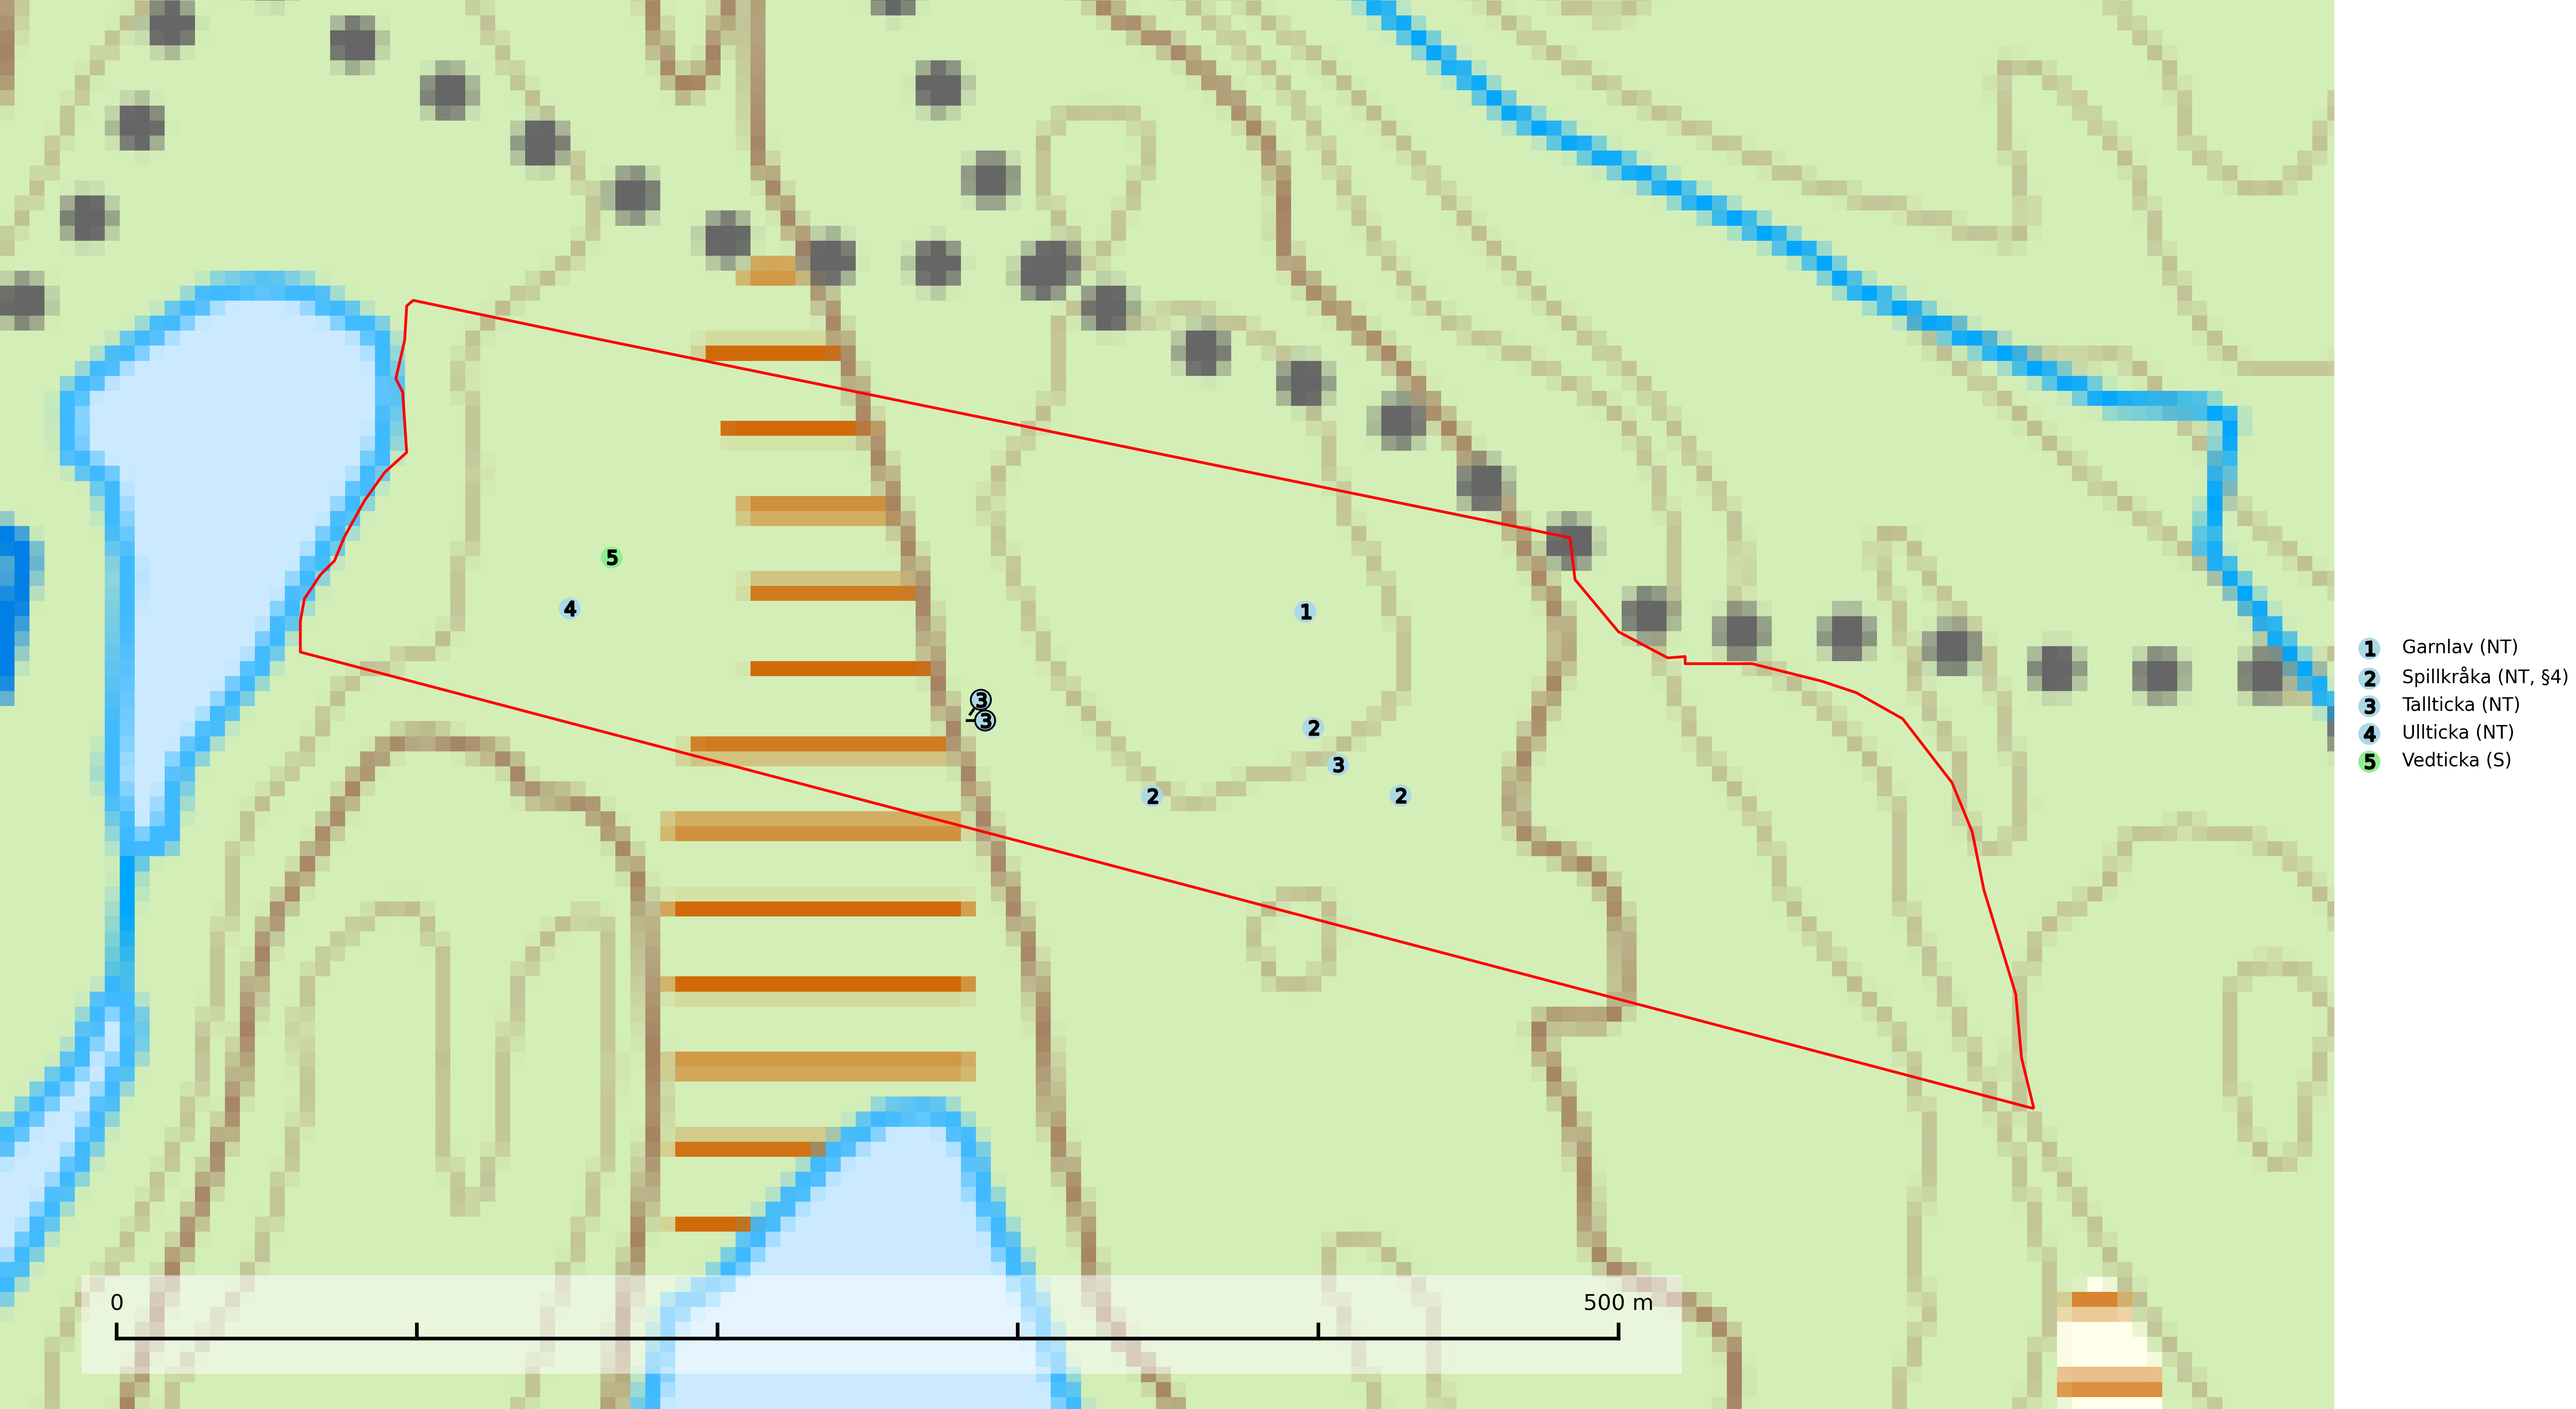 5
4
1
3
3
2
3
2
2
0
500 m
1 Garnlav (NT)
2 Spillkråka (NT, §4)
3 Tallticka (NT)
4 Ullticka (NT)
5 Vedticka (S)